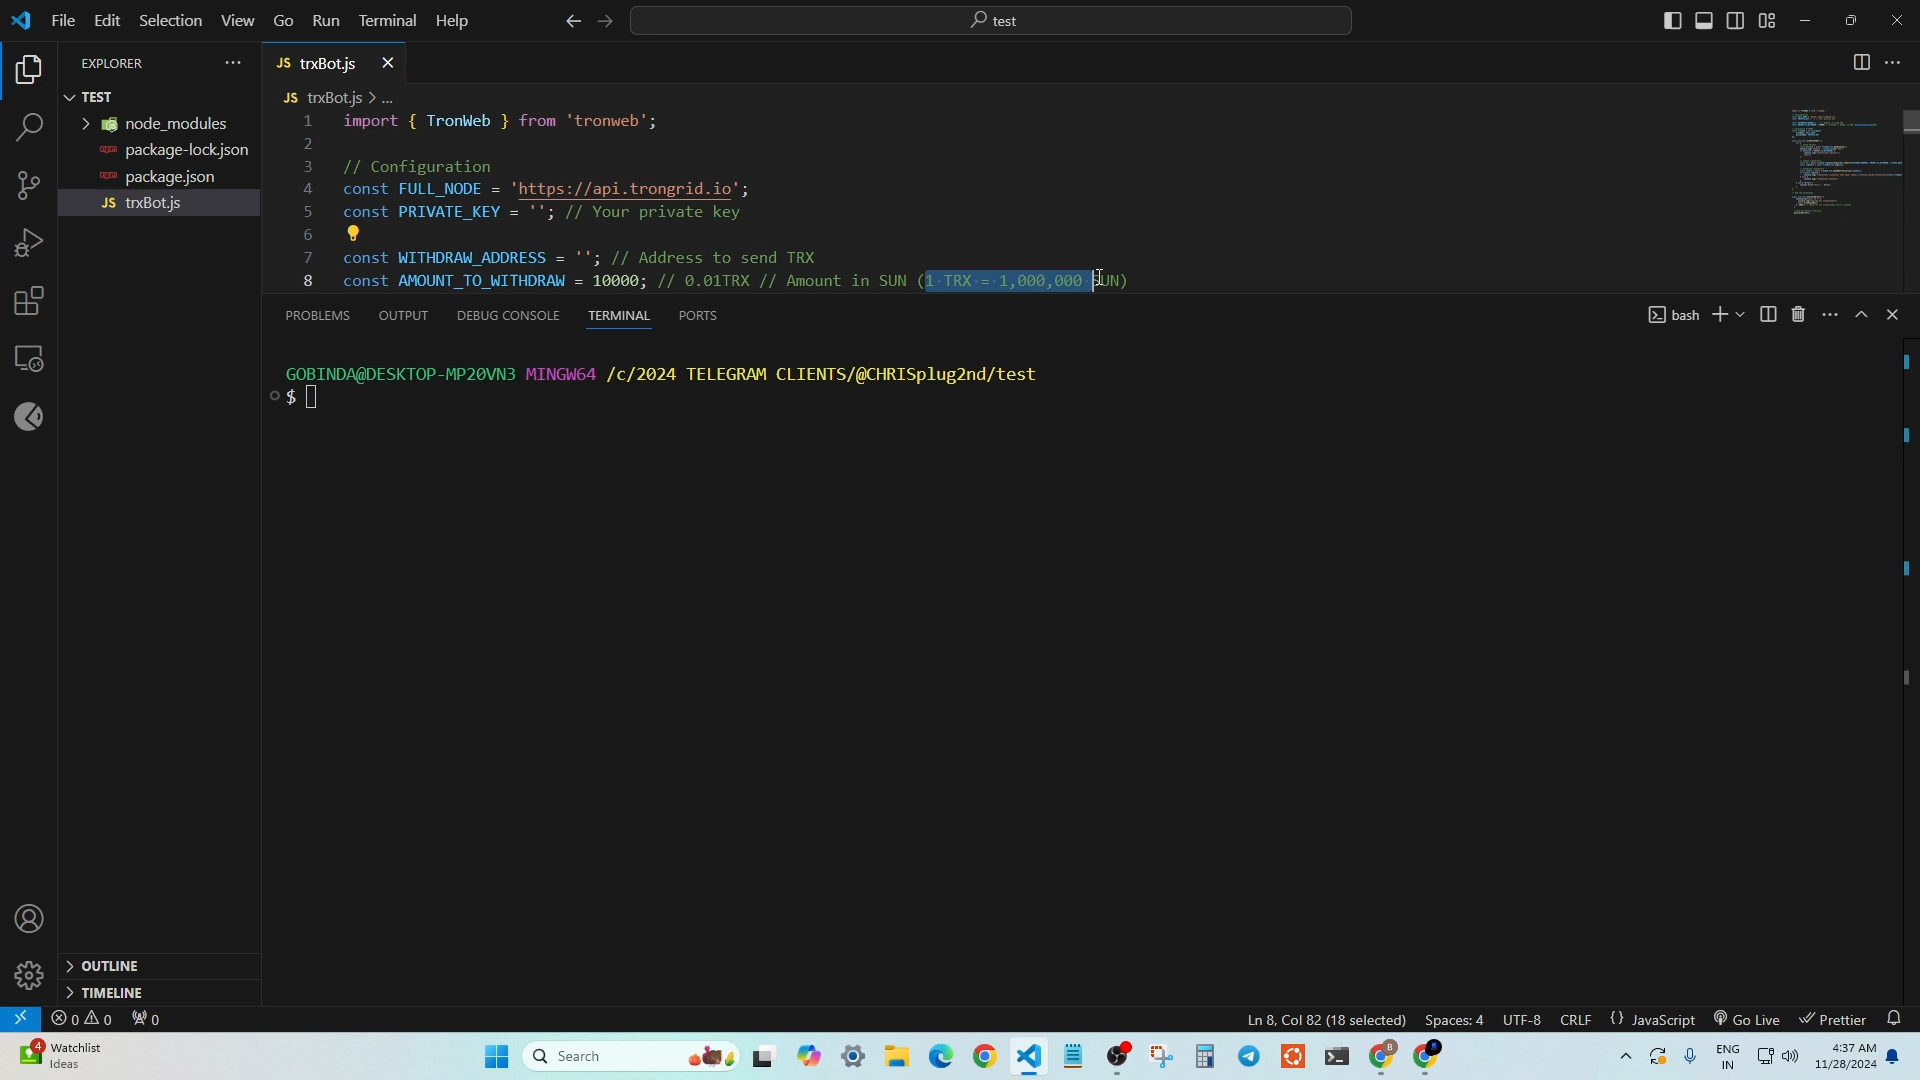 File Edit Selection View Go Run Terminal Help
test
EXPLORER
TEST
node_modules
package-lock.json
package.json
JS trxBot.js
OUTLINE
TIMELINE
JS trxBot.js
JS trxBot.js > ...
1 import { TronWeb } from 'tronweb';
2
3 // Configuration
4 const FULL_NODE = 'https://api.trongrid.io';
5 const PRIVATE_KEY = ''; // Your private key
6
7 const WITHDRAW_ADDRESS = ''; // Address to send TRX
8 const AMOUNT_TO_WITHDRAW = 10000; // 0.01TRX // Amount in SUN (1 TRX = 1,000,000 SUN)
PROBLEMS OUTPUT DEBUG CONSOLE TERMINAL PORTS
bash
GOBINDA@DESKTOP-MP20VN3 MINGW64 /c/2024 TELEGRAM CLIENTS/@CHRISplug2nd/test
$
0 0 0
Ln 8, Col 82 (18 selected) Spaces: 4 UTF-8 CRLF {} JavaScript Go Live Prettier
4 Watchlist
Ideas
Search
B
ENG
IN
4:37 AM
11/28/2024